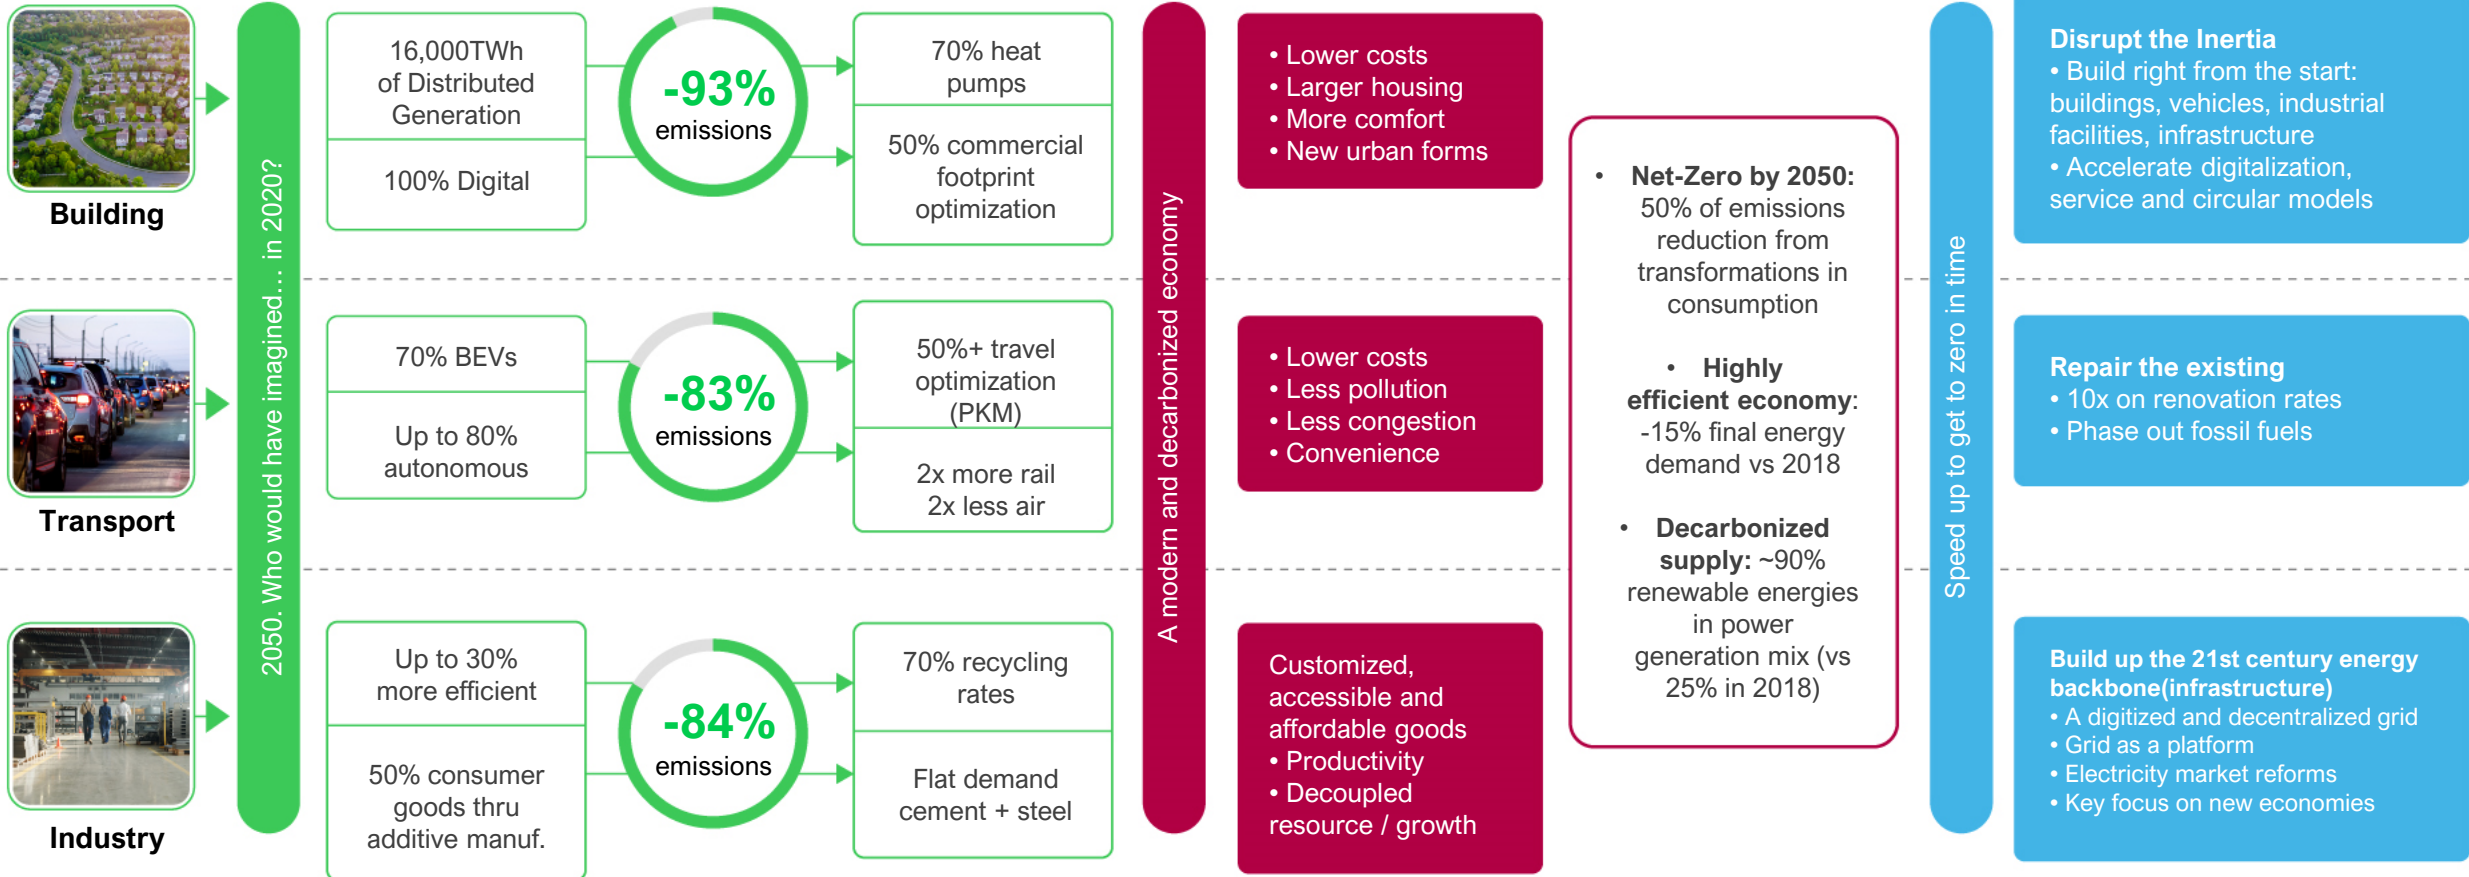 Building
Transport
Industry
2050. Who would have imagined... in 2020?
16,000TWh
of Distributed
Generation
100% Digital
-93%
emissions
70% heat
pumps
50% commercial
footprint
optimization
70% BEVs
Up to 80%
autonomous
-83%
emissions
50%+ travel
optimization
(PKM)
2x more rail
2x less air
Up to 30%
more efficient
50% consumer
goods thru
additive manuf.
-84%
emissions
70% recycling
rates
Flat demand
cement + steel
A modern and decarbonized economy
• Lower costs
• Larger housing
• More comfort
• New urban forms
• Lower costs
• Less pollution
• Less congestion
• Convenience
Customized,
accessible and
affordable goods
• Productivity
• Decoupled
resource / growth
• Net-Zero by 2050:
50% of emissions
reduction from
transformations in
consumption
• Highly
efficient economy:
-15% final energy
demand vs 2018
• Decarbonized
supply: ~90%
renewable energies
in power
generation mix (vs
25% in 2018)
Speed up to get to zero in time
Disrupt the Inertia
• Build right from the start:
buildings, vehicles, industrial
facilities, infrastructure
• Accelerate digitalization,
service and circular models
Repair the existing
• 10x on renovation rates
• Phase out fossil fuels
Build up the 21st century energy
backbone(infrastructure)
• A digitized and decentralized grid
• Grid as a platform
• Electricity market reforms
• Key focus on new economies